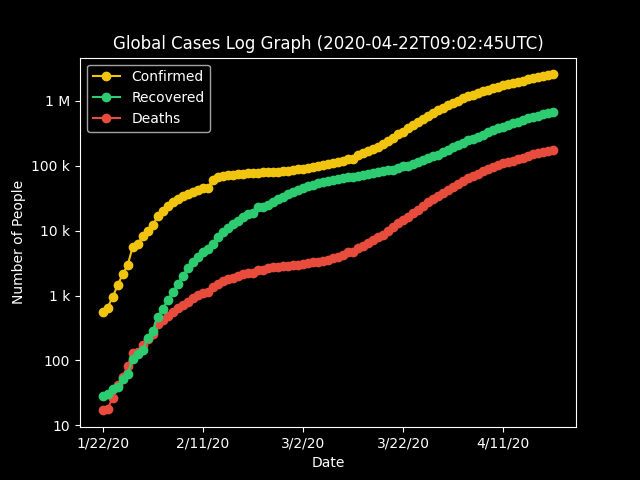 Global Cases Log Graph (2020-04-22T09:02:45UTC)
Confirmed
Recovered
Deaths
Number of People
1 M
100 k
10 k
1 k
100
10
1/22/20 2/11/20 3/2/20 3/22/20 4/11/20
Date